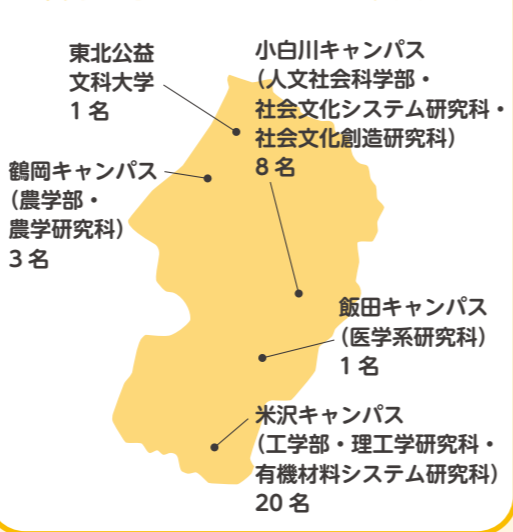 東北公益
文科大学
1名
小白川キャンパス
(人文社会科学部・
社会文化システム研究科・
社会文化創造研究科)
8名
鶴岡キャンパス
(農学部・
農学研究科)
3名
飯田キャンパス
(医学系研究科)
1名
米沢キャンパス
(工学部・理工学研究科・
有機材料システム研究科)
20名